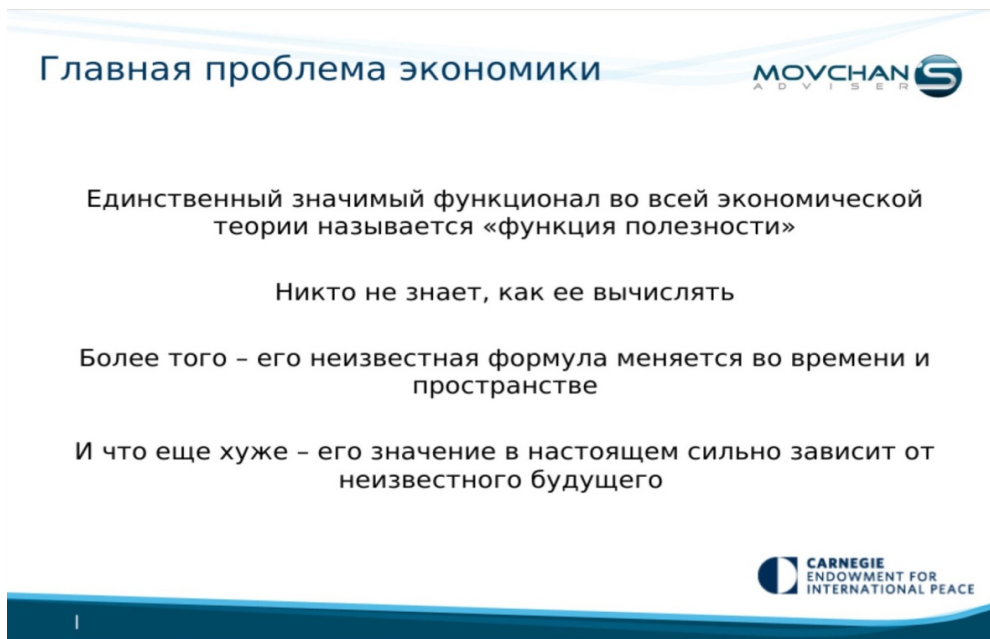 Главная проблема экономики
MOVCHAN'S
ADVISER
Единственный значимый функционал во всей экономической
теории называется «функция полезности»
Никто не знает, как ее вычислять
Более того – его неизвестная формула меняется во времени и
пространстве
И что еще хуже – его значение в настоящем сильно зависит от
неизвестного будущего
CARNEGIE
ENDOWMENT FOR
INTERNATIONAL PEACE
|